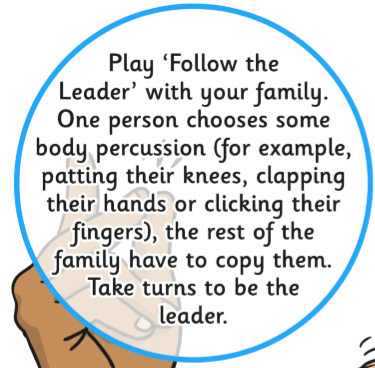 Play ‘Follow the
Leader’ with your family.
One person chooses some
body percussion (for example,
patting their knees, clapping
their hands or clicking their
fingers), the rest of the
family have to copy them.
Take turns to be the
leader.